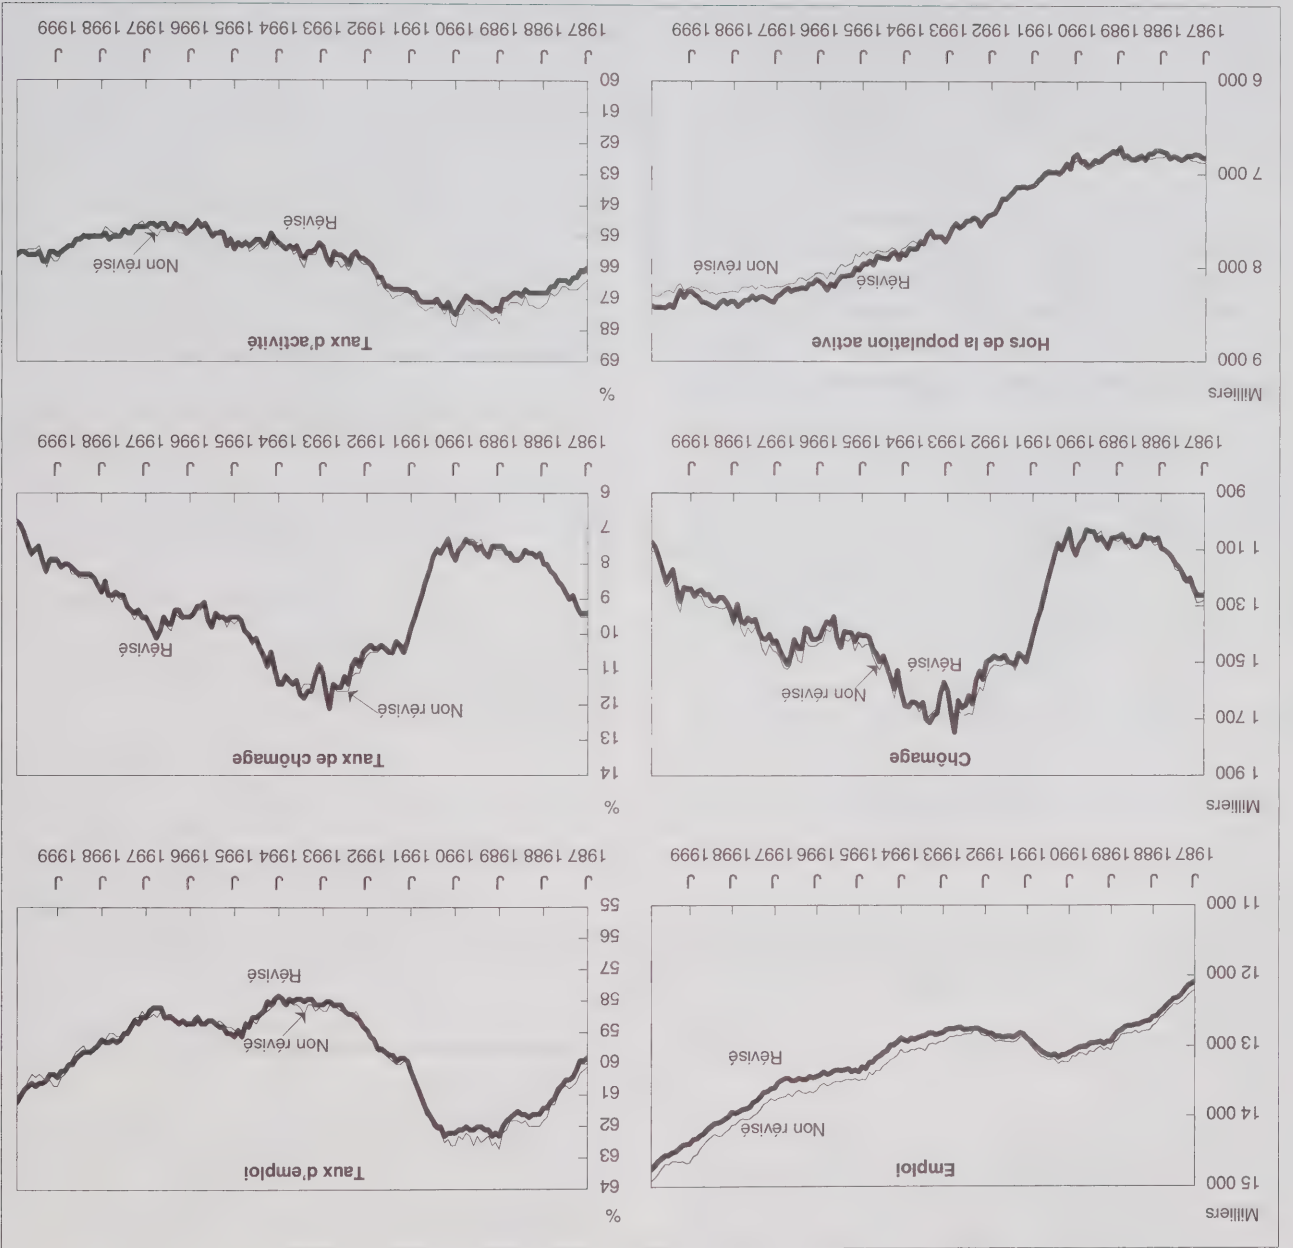 Milliers
15 000
Emploi
14 000
Non révisé
13 000
Révisé
12 000
11 000
J J J J J J J J J J J J J
1987 1988 1989 1990 1991 1992 1993 1994 1995 1996 1997 1998 1999
%
64
Taux d'emploi
63
62
61
60
Non révisé
59
58
Révisé
57
56
55
J J J J J J J J J J J J J
1987 1988 1989 1990 1991 1992 1993 1994 1995 1996 1997 1998 1999
Milliers
1 900
Chômage
1 700
Non révisé
1 500
Révisé
1 300
1 100
900
J J J J J J J J J J J J J
1987 1988 1989 1990 1991 1992 1993 1994 1995 1996 1997 1998 1999
%
14
Taux de chômage
13
12
Non révisé
11
Révisé
10
9
8
7
6
J J J J J J J J J J J J J
1987 1988 1989 1990 1991 1992 1993 1994 1995 1996 1997 1998 1999
Milliers
9 000
Hors de la population active
Révisé
8 000
Non révisé
7 000
6 000
J J J J J J J J J J J J J
1987 1988 1989 1990 1991 1992 1993 1994 1995 1996 1997 1998 1999
%
69
Taux d'activité
68
67
66
Non révisé
65
Révisé
64
63
62
61
60
J J J J J J J J J J J J J
1987 1988 1989 1990 1991 1992 1993 1994 1995 1996 1997 1998 1999